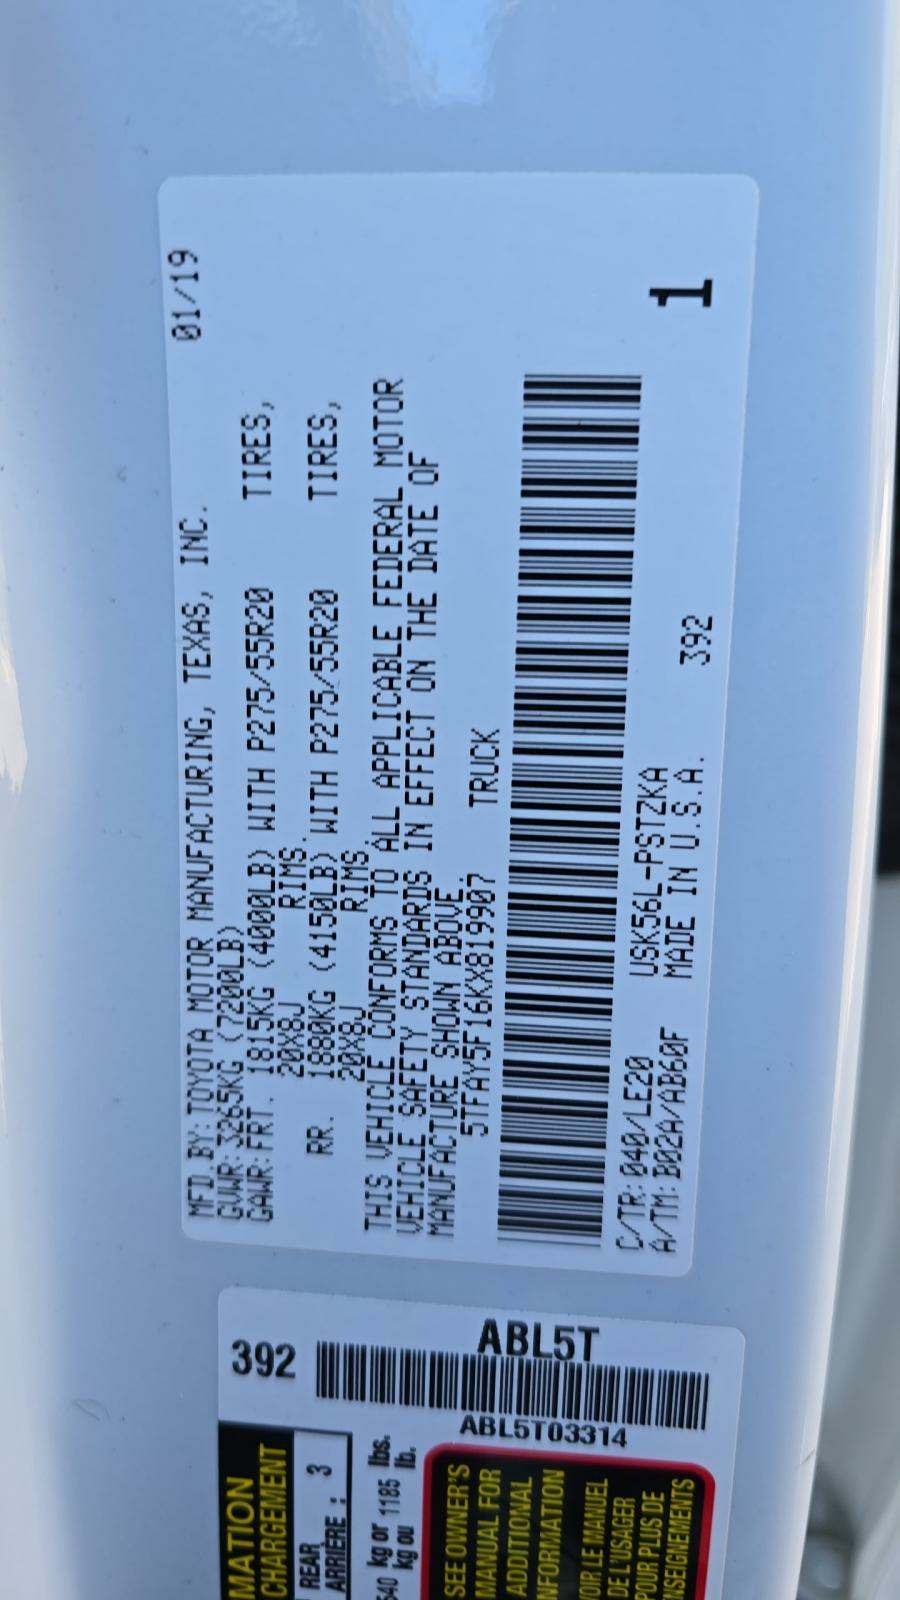 01/19
MFD.BY: TOYOTA MOTOR MANUFACTURING, TEXAS, INC.
GVWR: 3265KG (7200LB)
GAWR: FRT. 1815KG (4000LB) WITH P275/55R20 TIRES,
20X8J RIMS.
RR. 1880KG (4150LB) WITH P275/55R20 TIRES,
20X8J RIMS.
THIS VEHICLE CONFORMS TO ALL APPLICABLE FEDERAL MOTOR
VEHICLE SAFETY STANDARDS IN EFFECT ON THE DATE OF
MANUFACTURE SHOWN ABOVE.
5TFAY5F16KX819907 TRUCK
C/TR: 040/LE20 USK56L-PSTZKA
A/TM: B02A/AB60F MADE IN U.S.A. 392
1
392
ABL5T
ABL5T03314
MATION
CHARGEMENT
REAR 3
ARRIÈRE :
kg or 1185 lbs.
kg ou lb.
SEE OWNER'S
MANUAL FOR
ADDITIONAL
INFORMATION
VOIR LE MANUEL
DE L'USAGER
POUR PLUS DE
NSEIGNEMENTS